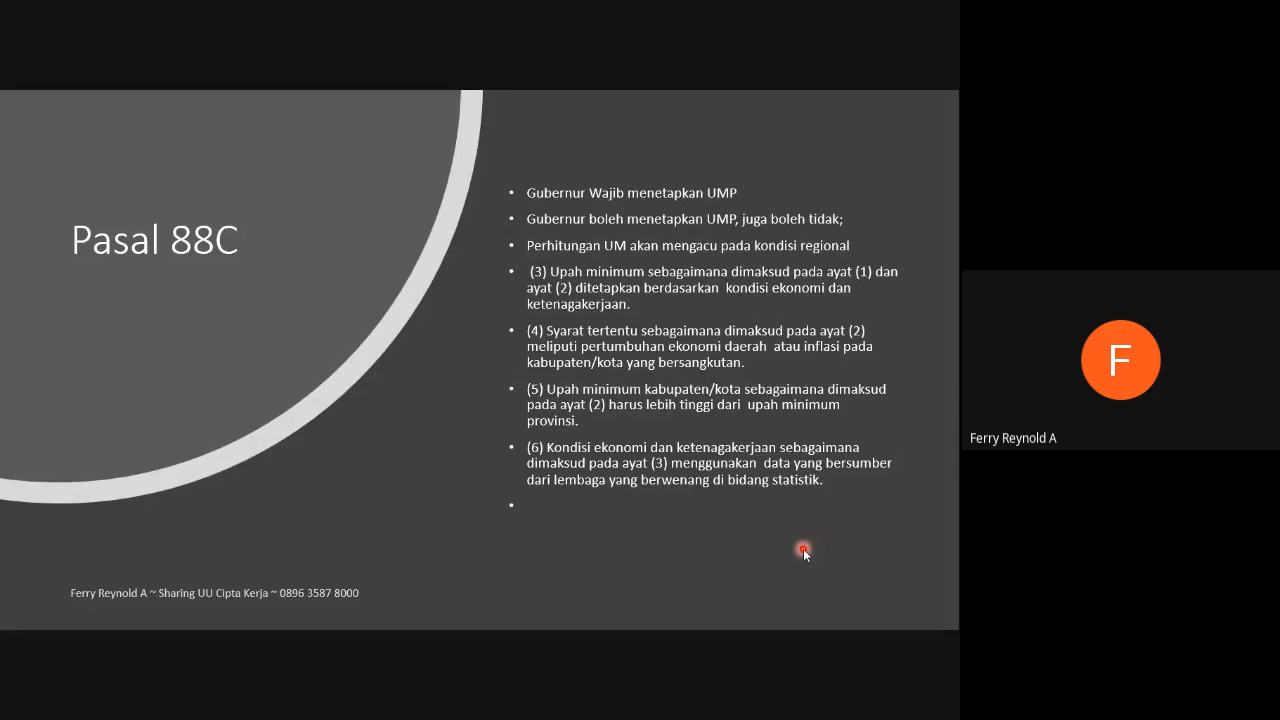 Pasal 88C
• Gubernur Wajib menetapkan UMP
• Gubernur boleh menetapkan UMP, juga boleh tidak;
• Perhitungan UM akan mengacu pada kondisi regional
• (3) Upah minimum sebagaimana dimaksud pada ayat (1) dan
ayat (2) ditetapkan berdasarkan kondisi ekonomi dan
ketenagakerjaan.
• (4) Syarat tertentu sebagaimana dimaksud pada ayat (2)
meliputi pertumbuhan ekonomi daerah atau inflasi pada
kabupaten/kota yang bersangkutan.
• (5) Upah minimum kabupaten/kota sebagaimana dimaksud
pada ayat (2) harus lebih tinggi dari upah minimum
provinsi.
• (6) Kondisi ekonomi dan ketenagakerjaan sebagaimana
dimaksud pada ayat (3) menggunakan data yang bersumber
dari lembaga yang berwenang di bidang statistik.
•
Ferry Reynold A ~ Sharing UU Cipta Kerja ~ 0896 3587 8000
F
Ferry Reynold A